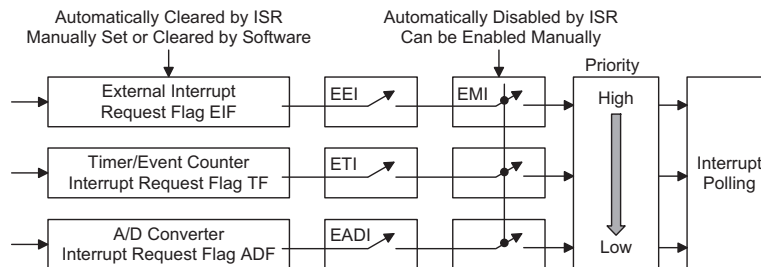 Automatically Cleared by ISR
Manually Set or Cleared by Software
Automatically Disabled by ISR
Can be Enabled Manually
Priority
External Interrupt
Request Flag EIF
EEI
EMI
High
Timer/Event Counter
Interrupt Request Flag TF
ETI
Interrupt
Polling
A/D Converter
Interrupt Request Flag ADF
EADI
Low